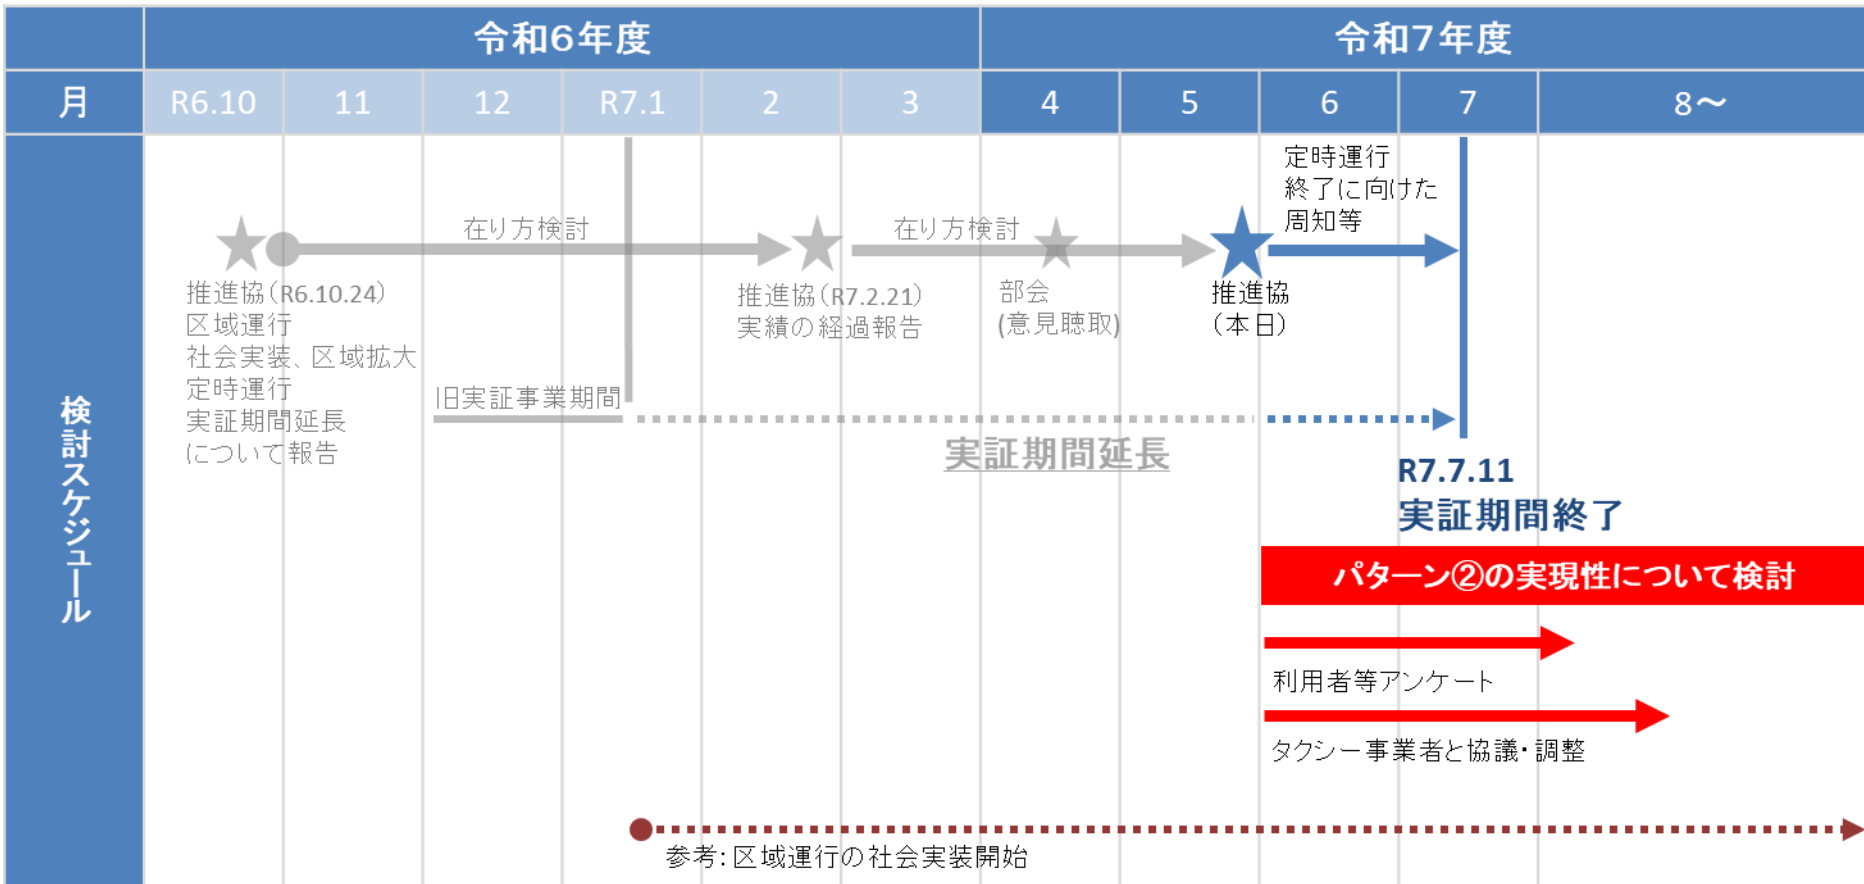 令和6年度
令和7年度
月
R6.10
11
12
R7.1
2
3
4
5
6
7
8～
検討スケジュール
在り方検討
在り方検討
定時運行
終了に向けた
周知等
推進協（R6.10.24）
区域運行
社会実装、区域拡大
定時運行
実証期間延長
について報告
推進協（R7.2.21）
実績の経過報告
部会
(意見聴取)
推進協
（本日）
旧実証事業期間
実証期間延長
R7.7.11
実証期間終了
パターン②の実現性について検討
利用者等アンケート
タクシー事業者と協議・調整
参考：区域運行の社会実装開始